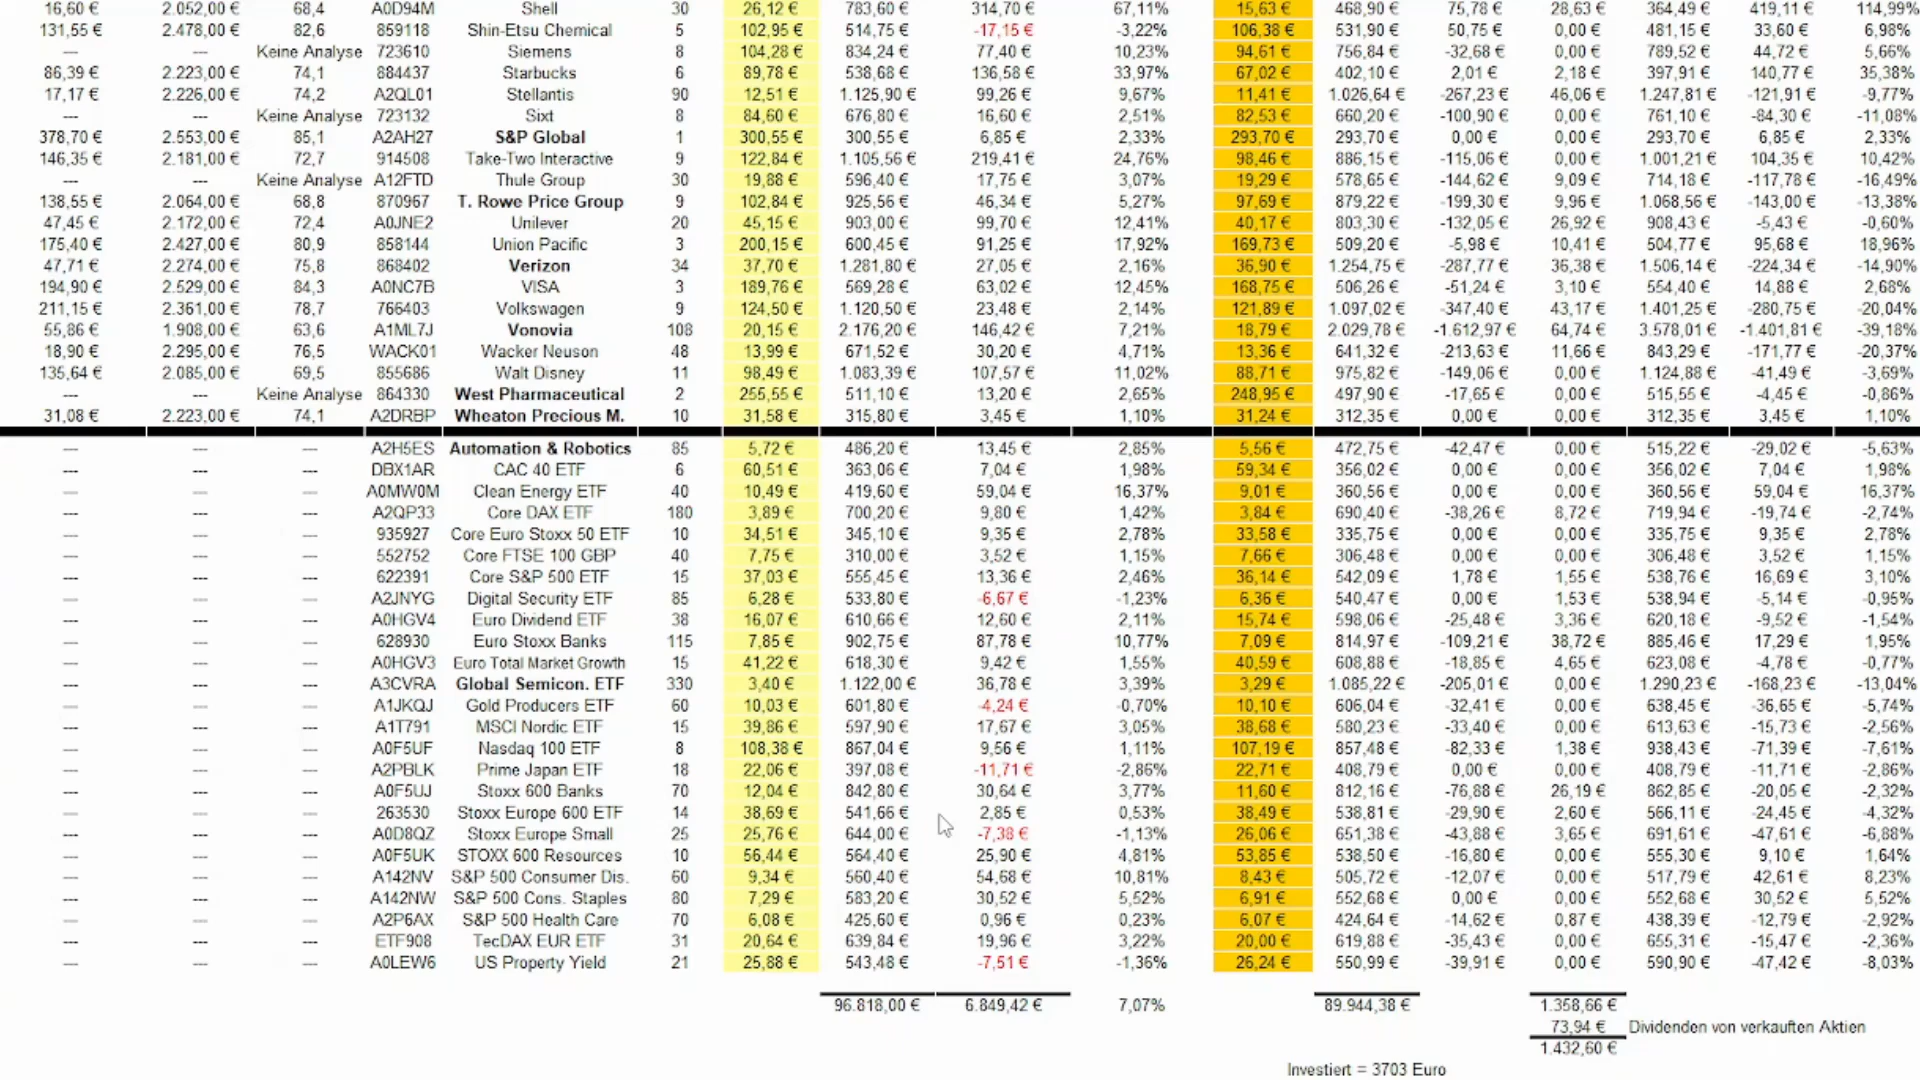 16,60 € 2.052,00 € 68,4 A0D94M Shell 30 26,12 € 783,60 € 314,70 € 67,11% 15,63 € 468,90 € 75,78 € 28,63 € 364,49 € 419,11 € 114,99%
131,55 € 2.478,00 € 82,6 859118 Shin-Etsu Chemical 5 102,95 € 514,75 € -17,15 € -3,22% 106,38 € 531,90 € 50,75 € 0,00 € 481,15 € 33,60 € 6,98%
--- --- Keine Analyse 723610 Siemens 8 104,28 € 834,24 € 77,40 € 10,23% 94,61 € 756,84 € -32,68 € 0,00 € 789,52 € 44,72 € 5,66%
86,39 € 2.223,00 € 74,1 884437 Starbucks 6 89,78 € 538,68 € 136,58 € 33,97% 67,02 € 402,10 € 2,01 € 2,18 € 397,91 € 140,77 € 35,38%
17,17 € 2.226,00 € 74,2 A2QL01 Stellantis 90 12,51 € 1.125,90 € 99,26 € 9,67% 11,41 € 1.026,64 € -267,23 € 46,06 € 1.247,81 € -121,91 € -9,77%
--- --- Keine Analyse 723132 Sixt 8 84,60 € 676,80 € 16,60 € 2,51% 82,53 € 660,20 € -100,90 € 0,00 € 761,10 € -84,30 € -11,08%
378,70 € 2.553,00 € 85,1 A2AH27 S&P Global 1 300,55 € 300,55 € 6,85 € 2,33% 293,70 € 293,70 € 0,00 € 0,00 € 293,70 € 6,85 € 2,33%
146,35 € 2.181,00 € 72,7 914508 Take-Two Interactive 9 122,84 € 1.105,56 € 219,41 € 24,76% 98,46 € 886,15 € -115,06 € 0,00 € 1.001,21 € 104,35 € 10,42%
--- --- Keine Analyse A12FTD Thule Group 30 19,88 € 596,40 € 17,75 € 3,07% 19,29 € 578,65 € -144,62 € 9,09 € 714,18 € -117,78 € -16,49%
138,55 € 2.064,00 € 68,8 870967 T. Rowe Price Group 9 102,84 € 925,56 € 46,34 € 5,27% 97,69 € 879,22 € -199,30 € 9,96 € 1.068,56 € -143,00 € -13,38%
47,45 € 2.172,00 € 72,4 A0JNE2 Unilever 20 45,15 € 903,00 € 99,70 € 12,41% 40,17 € 803,30 € -132,05 € 26,92 € 908,43 € -5,43 € -0,60%
175,40 € 2.427,00 € 80,9 858144 Union Pacific 3 200,15 € 600,45 € 91,25 € 17,92% 169,73 € 509,20 € -5,98 € 10,41 € 504,77 € 95,68 € 18,96%
47,71 € 2.274,00 € 75,8 868402 Verizon 34 37,70 € 1.281,80 € 27,05 € 2,16% 36,90 € 1.254,75 € -287,77 € 36,38 € 1.506,14 € -224,34 € -14,90%
194,90 € 2.529,00 € 84,3 A0NC7B VISA 3 189,76 € 569,28 € 63,02 € 12,45% 168,75 € 506,26 € -51,24 € 3,10 € 554,40 € 14,88 € 2,68%
211,15 € 2.361,00 € 78,7 766403 Volkswagen 9 124,50 € 1.120,50 € 23,48 € 2,14% 121,89 € 1.097,02 € -347,40 € 43,17 € 1.401,25 € -280,75 € -20,04%
55,86 € 1.908,00 € 63,6 A1ML7J Vonovia 108 20,15 € 2.176,20 € 146,42 € 7,21% 18,79 € 2.029,78 € -1.612,97 € 64,74 € 3.578,01 € -1.401,81 € -39,18%
18,90 € 2.295,00 € 76,5 WACK01 Wacker Neuson 48 13,99 € 671,52 € 30,20 € 4,71% 13,36 € 641,32 € -213,63 € 11,66 € 843,29 € -171,77 € -20,37%
135,64 € 2.085,00 € 69,5 855686 Walt Disney 11 98,49 € 1.083,39 € 107,57 € 11,02% 88,71 € 975,82 € -149,06 € 0,00 € 1.124,88 € -41,49 € -3,69%
--- --- Keine Analyse 864330 West Pharmaceutical 2 255,55 € 511,10 € 13,20 € 2,65% 248,95 € 497,90 € -17,65 € 0,00 € 515,55 € -4,45 € -0,86%
31,08 € 2.223,00 € 74,1 A2DRBP Wheaton Precious M. 10 31,58 € 315,80 € 3,45 € 1,10% 31,24 € 312,35 € 0,00 € 0,00 € 312,35 € 3,45 € 1,10%
--- --- --- A2H5ES Automation & Robotics 85 5,72 € 486,20 € 13,45 € 2,85% 5,56 € 472,75 € -42,47 € 0,00 € 515,22 € -29,02 € -5,63%
--- --- --- DBX1AR CAC 40 ETF 6 60,51 € 363,06 € 7,04 € 1,98% 59,34 € 356,02 € 0,00 € 0,00 € 356,02 € 7,04 € 1,98%
--- --- --- A0MW0M Clean Energy ETF 40 10,49 € 419,60 € 59,04 € 16,37% 9,01 € 360,56 € 0,00 € 0,00 € 360,56 € 59,04 € 16,37%
--- --- --- A2QP33 Core DAX ETF 180 3,89 € 700,20 € 9,80 € 1,42% 3,84 € 690,40 € -38,26 € 8,72 € 719,94 € -19,74 € -2,74%
--- --- --- 935927 Core Euro Stoxx 50 ETF 10 34,51 € 345,10 € 9,35 € 2,78% 33,58 € 335,75 € 0,00 € 0,00 € 335,75 € 9,35 € 2,78%
--- --- --- 552752 Core FTSE 100 GBP 40 7,75 € 310,00 € 3,52 € 1,15% 7,66 € 306,48 € 0,00 € 0,00 € 306,48 € 3,52 € 1,15%
--- --- --- 622391 Core S&P 500 ETF 15 37,03 € 555,45 € 13,36 € 2,46% 36,14 € 542,09 € 1,78 € 1,55 € 538,76 € 16,69 € 3,10%
--- --- --- A2JNYG Digital Security ETF 85 6,28 € 533,80 € -6,67 € -1,23% 6,36 € 540,47 € 0,00 € 1,53 € 538,94 € -5,14 € -0,95%
--- --- --- A0HGV4 Euro Dividend ETF 38 16,07 € 610,66 € 12,60 € 2,11% 15,74 € 598,06 € -25,48 € 3,36 € 620,18 € -9,52 € -1,54%
--- --- --- 628930 Euro Stoxx Banks 115 7,85 € 902,75 € 87,78 € 10,77% 7,09 € 814,97 € -109,21 € 38,72 € 885,46 € 17,29 € 1,95%
--- --- --- A0HGV3 Euro Total Market Growth 15 41,22 € 618,30 € 9,42 € 1,55% 40,59 € 608,88 € -18,85 € 4,65 € 623,08 € -4,78 € -0,77%
--- --- --- A3CVRA Global Semicon. ETF 330 3,40 € 1.122,00 € 36,78 € 3,39% 3,29 € 1.085,22 € -205,01 € 0,00 € 1.290,23 € -168,23 € -13,04%
--- --- --- A1JKQJ Gold Producers ETF 60 10,03 € 601,80 € -4,24 € -0,70% 10,10 € 606,04 € -32,41 € 0,00 € 638,45 € -36,65 € -5,74%
--- --- --- A1T791 MSCI Nordic ETF 15 39,86 € 597,90 € 17,67 € 3,05% 38,68 € 580,23 € -33,40 € 0,00 € 613,63 € -15,73 € -2,56%
--- --- --- A0F5UF Nasdaq 100 ETF 8 108,38 € 867,04 € 9,56 € 1,11% 107,19 € 857,48 € -82,33 € 1,38 € 938,43 € -71,39 € -7,61%
--- --- --- A2PBLK Prime Japan ETF 18 22,06 € 397,08 € -11,71 € -2,86% 22,71 € 408,79 € 0,00 € 0,00 € 408,79 € -11,71 € -2,86%
--- --- --- A0F5UJ Stoxx 600 Banks 70 12,04 € 842,80 € 30,64 € 3,77% 11,60 € 812,16 € -76,88 € 26,19 € 862,85 € -20,05 € -2,32%
--- --- --- 263530 Stoxx Europe 600 ETF 14 38,69 € 541,66 € 2,85 € 0,53% 38,49 € 538,81 € -29,90 € 2,60 € 566,11 € -24,45 € -4,32%
--- --- --- A0D8QZ Stoxx Europe Small 25 25,76 € 644,00 € -7,38 € -1,13% 26,06 € 651,38 € -43,88 € 3,65 € 691,61 € -47,61 € -6,88%
--- --- --- A0F5UK STOXX 600 Resources 10 56,44 € 564,40 € 25,90 € 4,81% 53,85 € 538,50 € -16,80 € 0,00 € 555,30 € 9,10 € 1,64%
--- --- --- A142NV S&P 500 Consumer Dis. 60 9,34 € 560,40 € 54,68 € 10,81% 8,43 € 505,72 € -12,07 € 0,00 € 517,79 € 42,61 € 8,23%
--- --- --- A142NW S&P 500 Cons. Staples 80 7,29 € 583,20 € 30,52 € 5,52% 6,91 € 552,68 € 0,00 € 0,00 € 552,68 € 30,52 € 5,52%
--- --- --- A2P6AX S&P 500 Health Care 70 6,08 € 425,60 € 0,96 € 0,23% 6,07 € 424,64 € -14,62 € 0,87 € 438,39 € -12,79 € -2,92%
--- --- --- ETF908 TecDAX EUR ETF 31 20,64 € 639,84 € 19,96 € 3,22% 20,00 € 619,88 € -35,43 € 0,00 € 655,31 € -15,47 € -2,36%
--- --- --- A0LEW6 US Property Yield 21 25,88 € 543,48 € -7,51 € -1,36% 26,24 € 550,99 € -39,91 € 0,00 € 590,90 € -47,42 € -8,03%
96.818,00 € 6.849,42 € 7,07% 89.944,38 € 1.358,66 €
73,94 € Dividenden von verkauften Aktien
1.432,60 €
Investiert = 3703 Euro